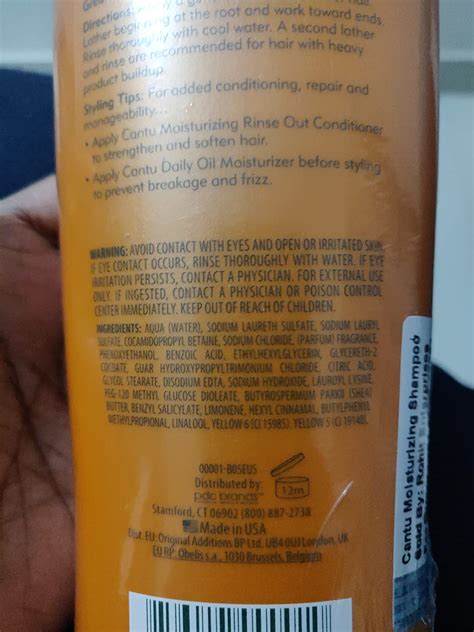 Lather beginning at the root and work toward ends
Rinse thoroughly with cool water. A second lather
and rinse are recommended for hair with heavy
product buildup.
Styling Tips: For added conditioning, repair and
manageability...
• Apply Cantu Moisturizing Rinse Out Conditioner
to strengthen and soften hair.
• Apply Cantu Daily Oil Moisturizer before styling
to prevent breakage and frizz.
WARNING: AVOID CONTACT WITH EYES AND OPEN OR IRRITATED SKIN.
IF EYE CONTACT OCCURS, RINSE THOROUGHLY WITH WATER. IF EYE
IRRITATION PERSISTS, CONTACT A PHYSICIAN. FOR EXTERNAL USE
ONLY. IF INGESTED, CONTACT A PHYSICIAN OR POISON CONTROL
CENTER IMMEDIATELY. KEEP OUT OF REACH OF CHILDREN.
INGREDIENTS: AQUA (WATER), SODIUM LAURETH SULFATE, SODIUM LAURYL
SULFATE, COCAMIDOPROPYL BETAINE, SODIUM CHLORIDE, (PARFUM) FRAGRANCE,
PHENOXYETHANOL, BENZOIC ACID, ETHYLHEXYLGLYCERIN, GLYCERETH-2
COCOATE, GUAR HYDROXYPROPYLTRIMONIUM CHLORIDE, CITRIC ACID,
GLYCOL STEARATE, DISODIUM EDTA, SODIUM HYDROXIDE, LAUROYL LYSINE,
PEG-120 METHYL GLUCOSE DIOLEATE, BUTYROSPERMUM PARKII (SHEA)
BUTTER, BENZYL SALICYLATE, LIMONENE, HEXYL CINNAMAL, BUTYLPHENYL
METHYLPROPIONAL, LINALOOL, YELLOW 6 (CI 15985). YELLOW 5 (CI 19140).
00001-B0SEUS
Distributed by:
pdc brands
12m
Stamford, CT 06902 (800) 887-2738
Made in USA
Dist. EU: Original Additions BP Ltd. UB4 0UJ London, UK
EU RP: Obelis s.a., 1030 Brussels, Belgium
Cantu Moisturizing Shampoo
Sold By: Rohit Enterprises